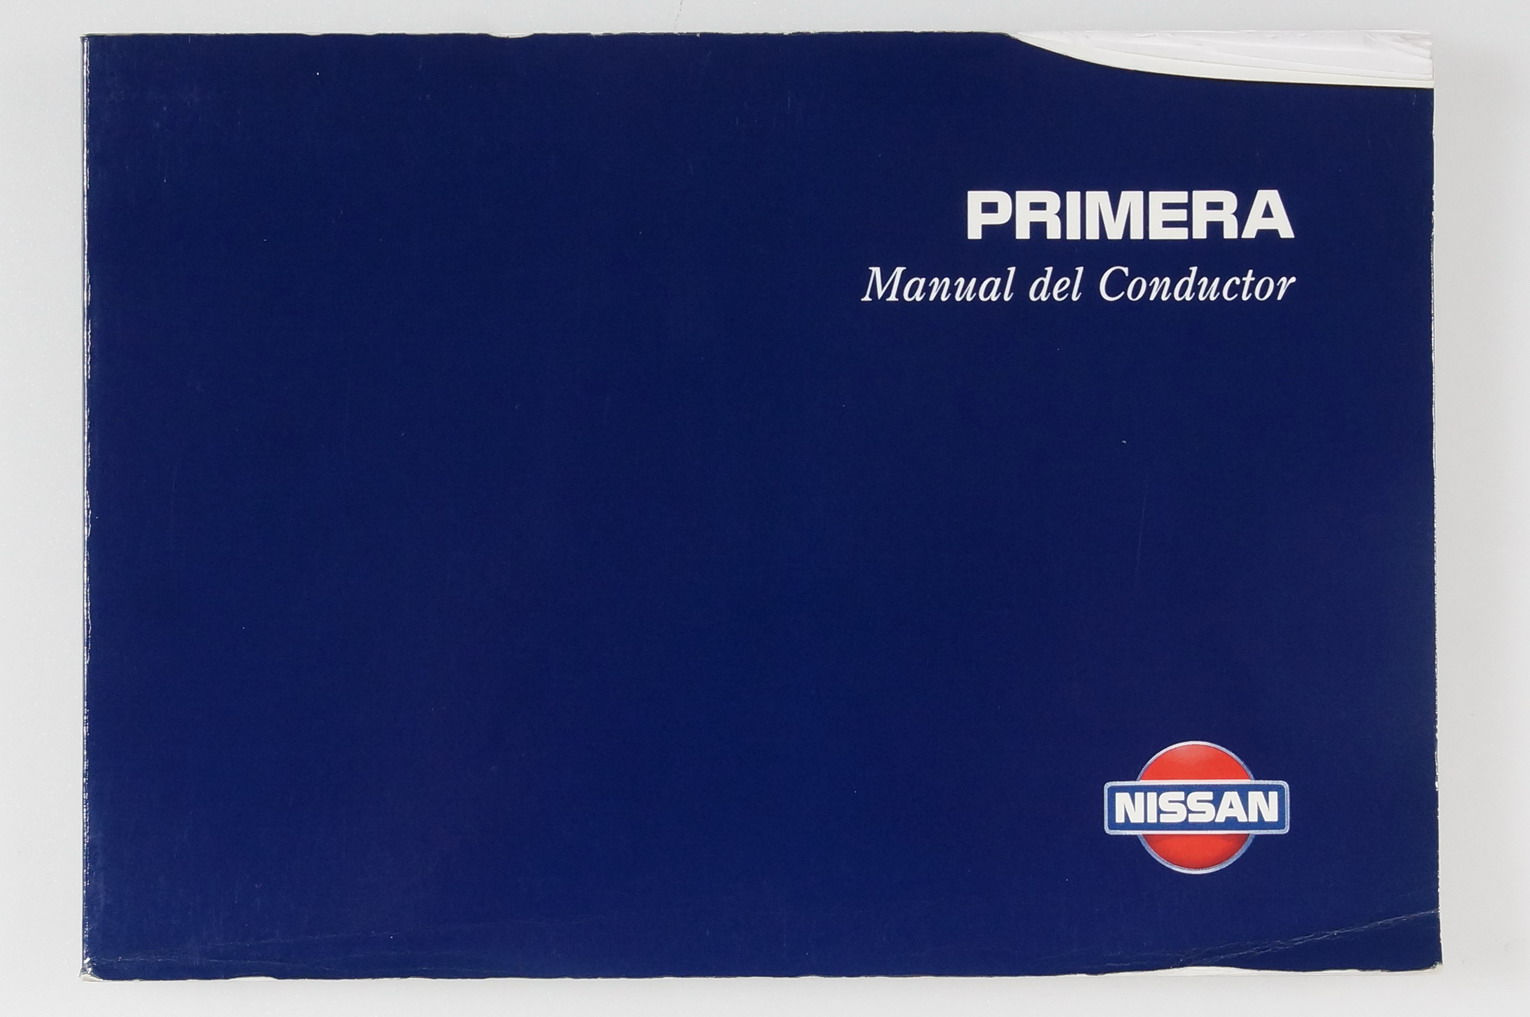 PRIMERA
Manual del Conductor
NISSAN